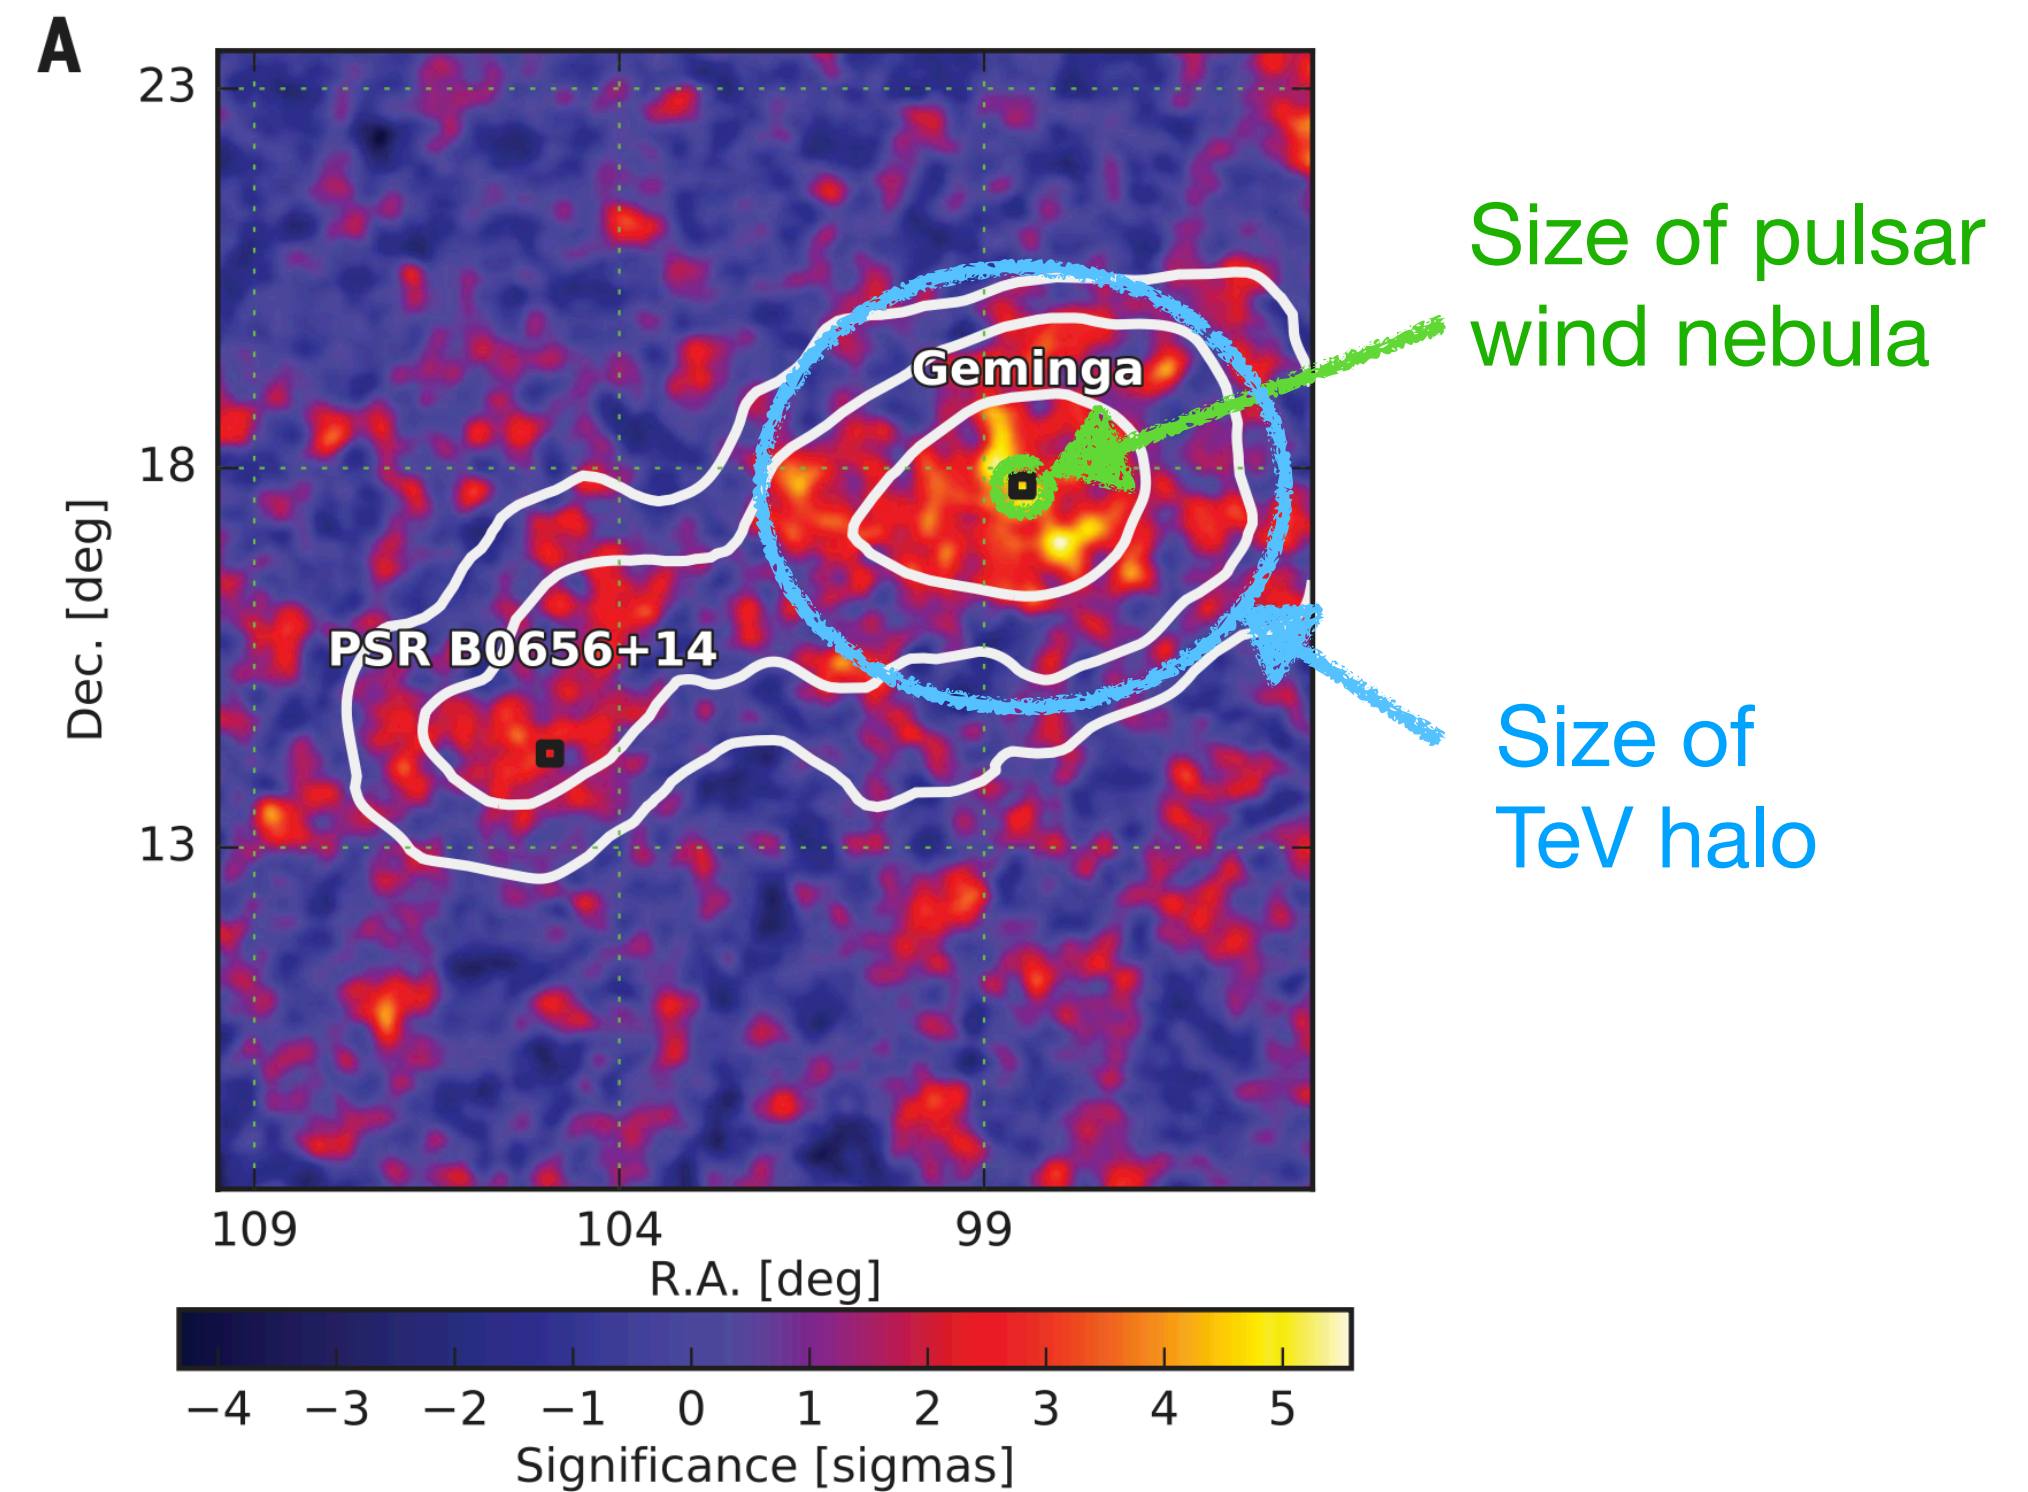 A
23
Size of pulsar
wind nebula
Geminga
18
Dec. [deg]
PSR B0656+14
Size of
TeV halo
13
109 104 99
R.A. [deg]
−4 −3 −2 −1 0 1 2 3 4 5
Significance [sigmas]